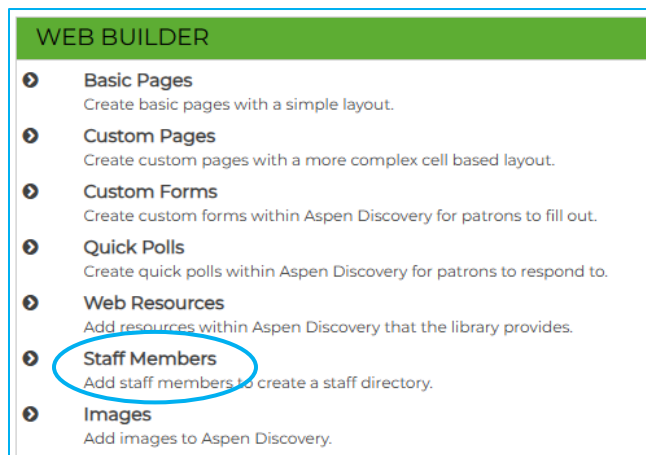 WEB BUILDER
Basic Pages
Create basic pages with a simple layout.
Custom Pages
Create custom pages with a more complex cell based layout.
Custom Forms
Create custom forms within Aspen Discovery for patrons to fill out.
Quick Polls
Create quick polls within Aspen Discovery for patrons to respond to.
Web Resources
Add resources within Aspen Discovery that the library provides.
Staff Members
Add staff members to create a staff directory.
Images
Add images to Aspen Discovery.